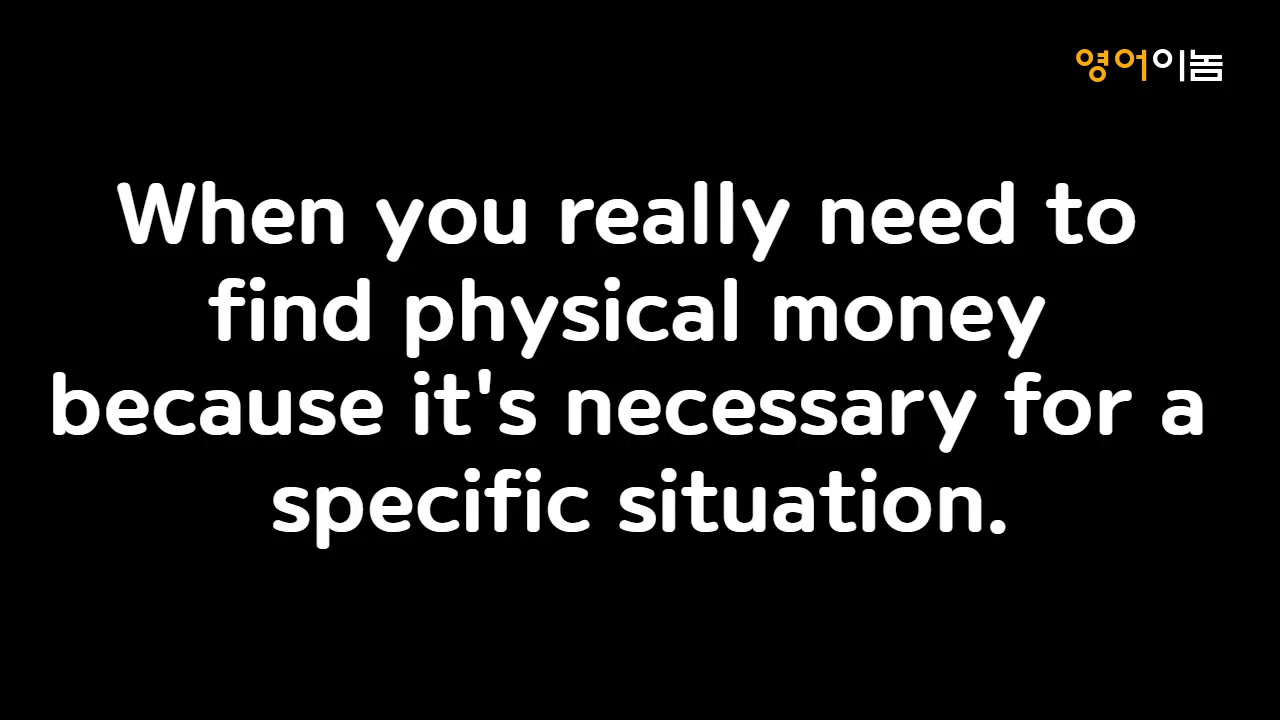 영어이놈
When you really need to
find physical money
because it's necessary for a
specific situation.